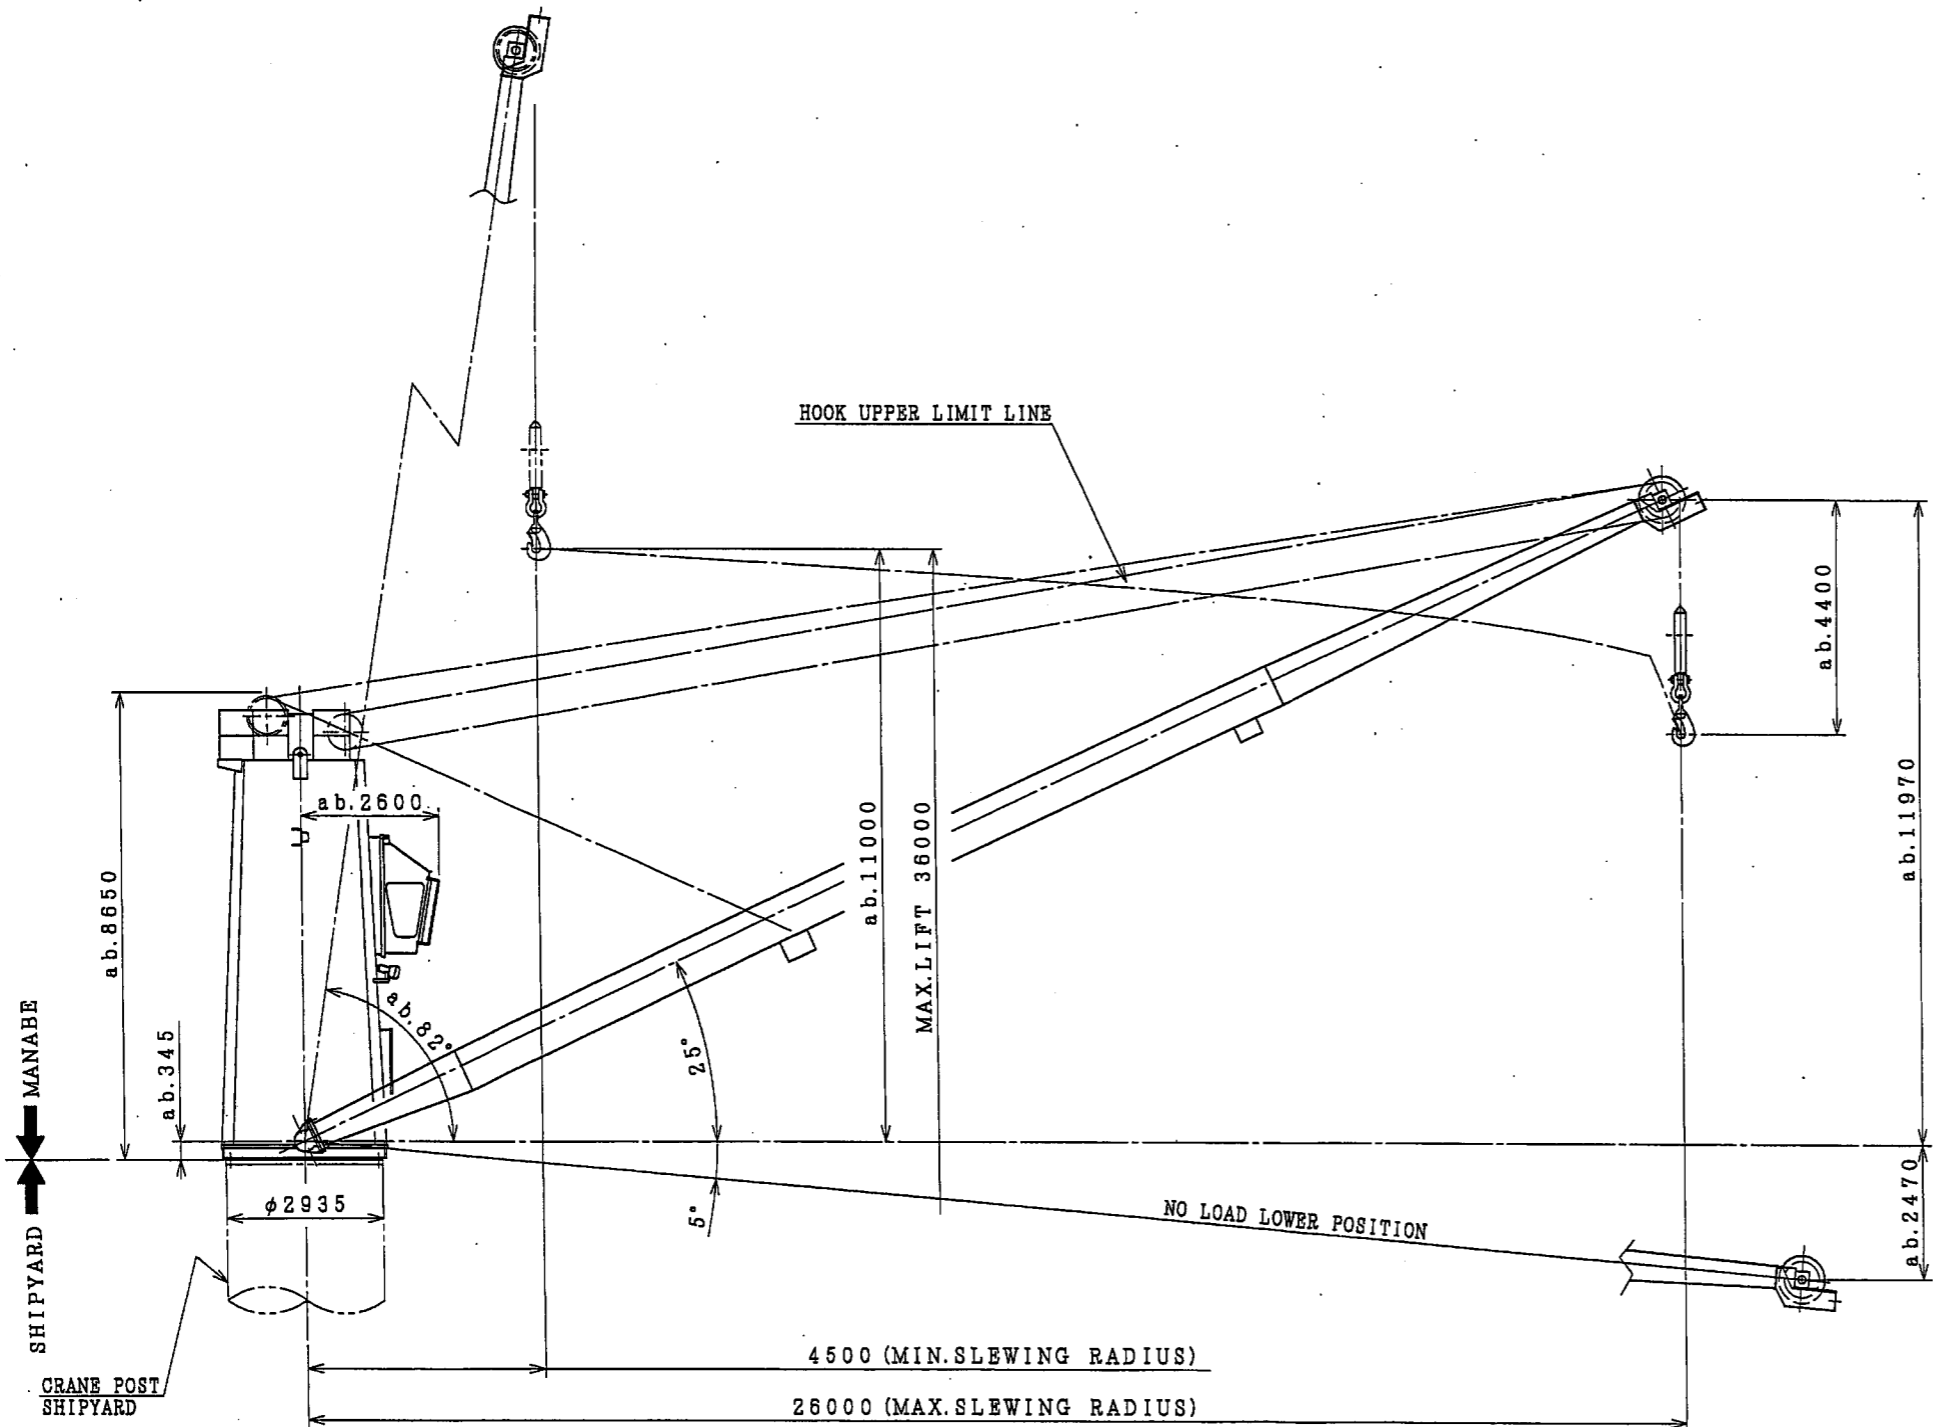 HOOK UPPER LIMIT LINE
ab.4400
ab.11970
ab.2600
ab.11000
MAX.LIFT 36000
ab.8650
ab.82°
25°
ab.345
MANABE
SHIPYARD
φ2935
5°
NO LOAD LOWER POSITION
ab.2470
4500 (MIN.SLEWING RADIUS)
CRANE POST
SHIPYARD
26000 (MAX.SLEWING RADIUS)